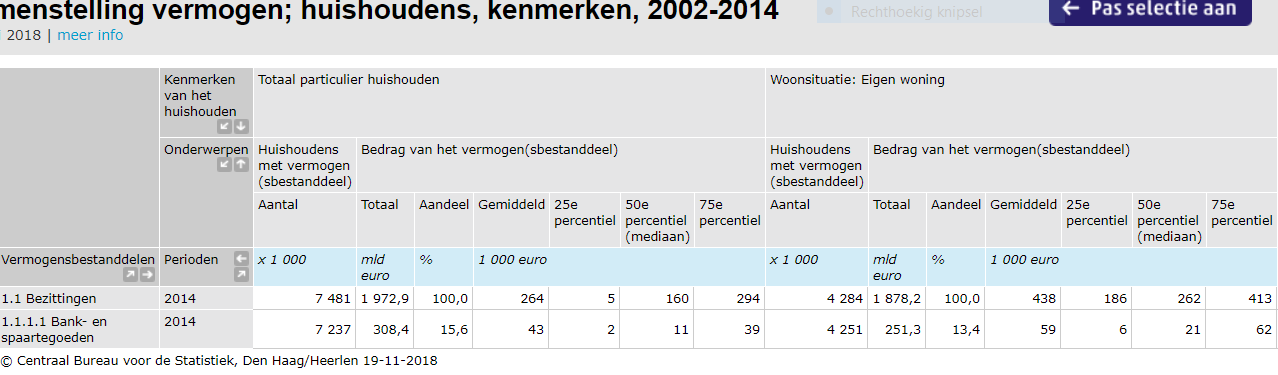 menstelling vermogen; huishoudens, kenmerken, 2002-2014
Rechthoekig knipsel
← Pas selectie aan
2018 | meer info
Kenmerken van het huishouden
Totaal particulier huishouden
Woonsituatie: Eigen woning
Onderwerpen
Huishoudens met vermogen (sbestanddeel)
Bedrag van het vermogen(sbestanddeel)
Huishoudens met vermogen (sbestanddeel)
Bedrag van het vermogen(sbestanddeel)
Aantal Totaal Aandeel Gemiddeld 25e percentiel 50e percentiel (mediaan) 75e percentiel Aantal Totaal Aandeel Gemiddeld 25e percentiel 50e percentiel (mediaan) 75e percentiel
Vermogensbestanddelen Perioden x 1 000 mld euro % 1 000 euro x 1 000 mld euro % 1 000 euro
1.1 Bezittingen 2014 7 481 1 972,9 100,0 264 5 160 294 4 284 1 878,2 100,0 438 186 262 413
1.1.1.1 Bank- en spaartegoeden 2014 7 237 308,4 15,6 43 2 11 39 4 251 251,3 13,4 59 6 21 62
© Centraal Bureau voor de Statistiek, Den Haag/Heerlen 19-11-2018